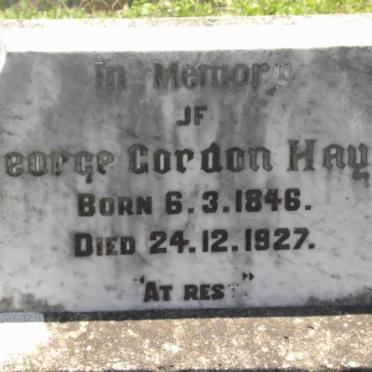 In Memory
OF
George Gordon Hay
BORN 6.3.1846.
DIED 24.12.1927.
"AT REST."